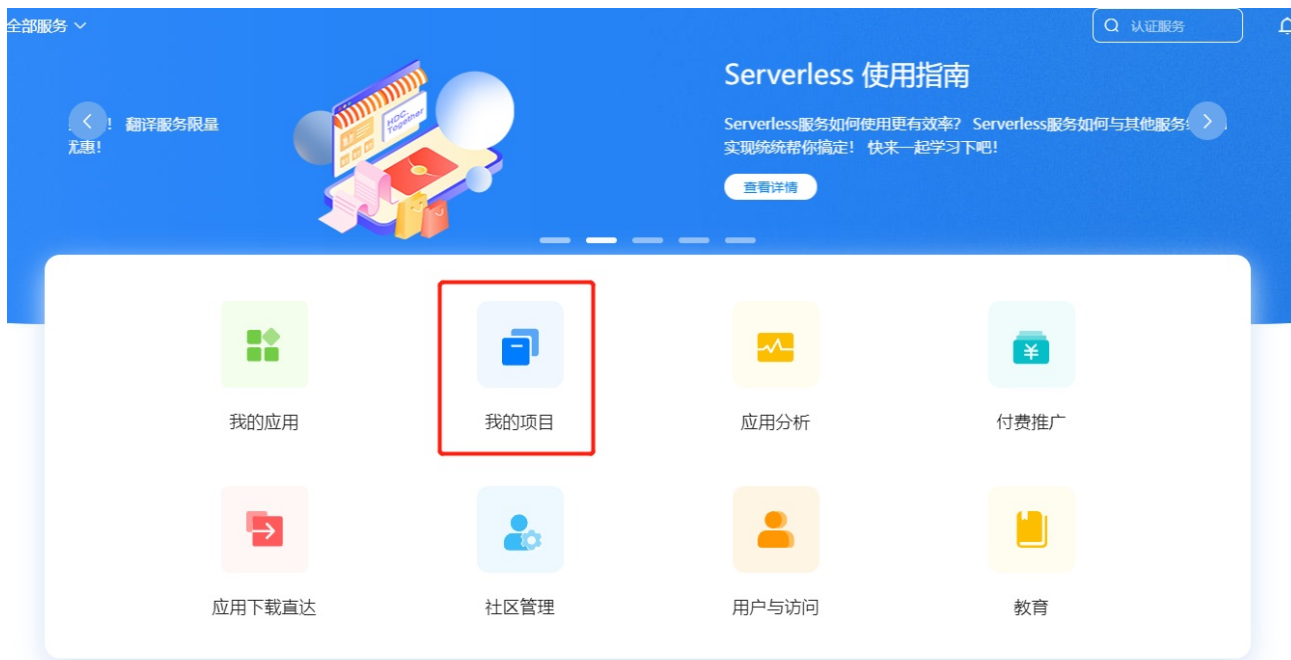 全部服务
认证服务
Serverless 使用指南
! 翻译服务限量
尤惠!
HDC.
Together
Serverless服务如何使用更有效率? Serverless服务如何与其他服务
实现统统帮你搞定! 快来一起学习下吧!
查看详情
我的应用
我的项目
应用分析
付费推广
应用下载直达
社区管理
用户与访问
教育